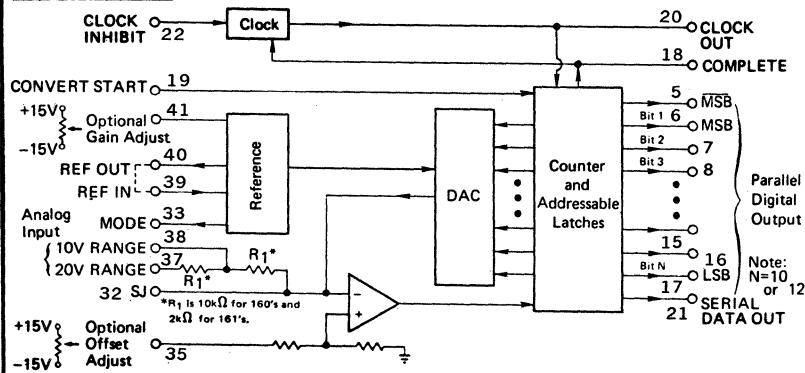 CLOCK INHIBIT
22
Clock
20
CLOCK OUT
18
COMPLETE
CONVERT START
19
5
MSB
+15V
41
Optional Gain Adjust
-15V
Bit 1
6
MSB
Bit 2
7
Bit 3
8
REF OUT
40
REF IN
39
Reference
DAC
Counter and Addressable Latches
Parallel Digital Output
MODE
33
Analog Input
10V RANGE
38
20V RANGE
37
R1*
R1*
15
16
Bit N
LSB
Note: N=10 or 12
32 SJ
*R1 Is 10kΩ for 160's and 2kΩ for 161's.
−
+
17
21
SERIAL DATA OUT
+15V
Optional Offset Adjust
35
-15V